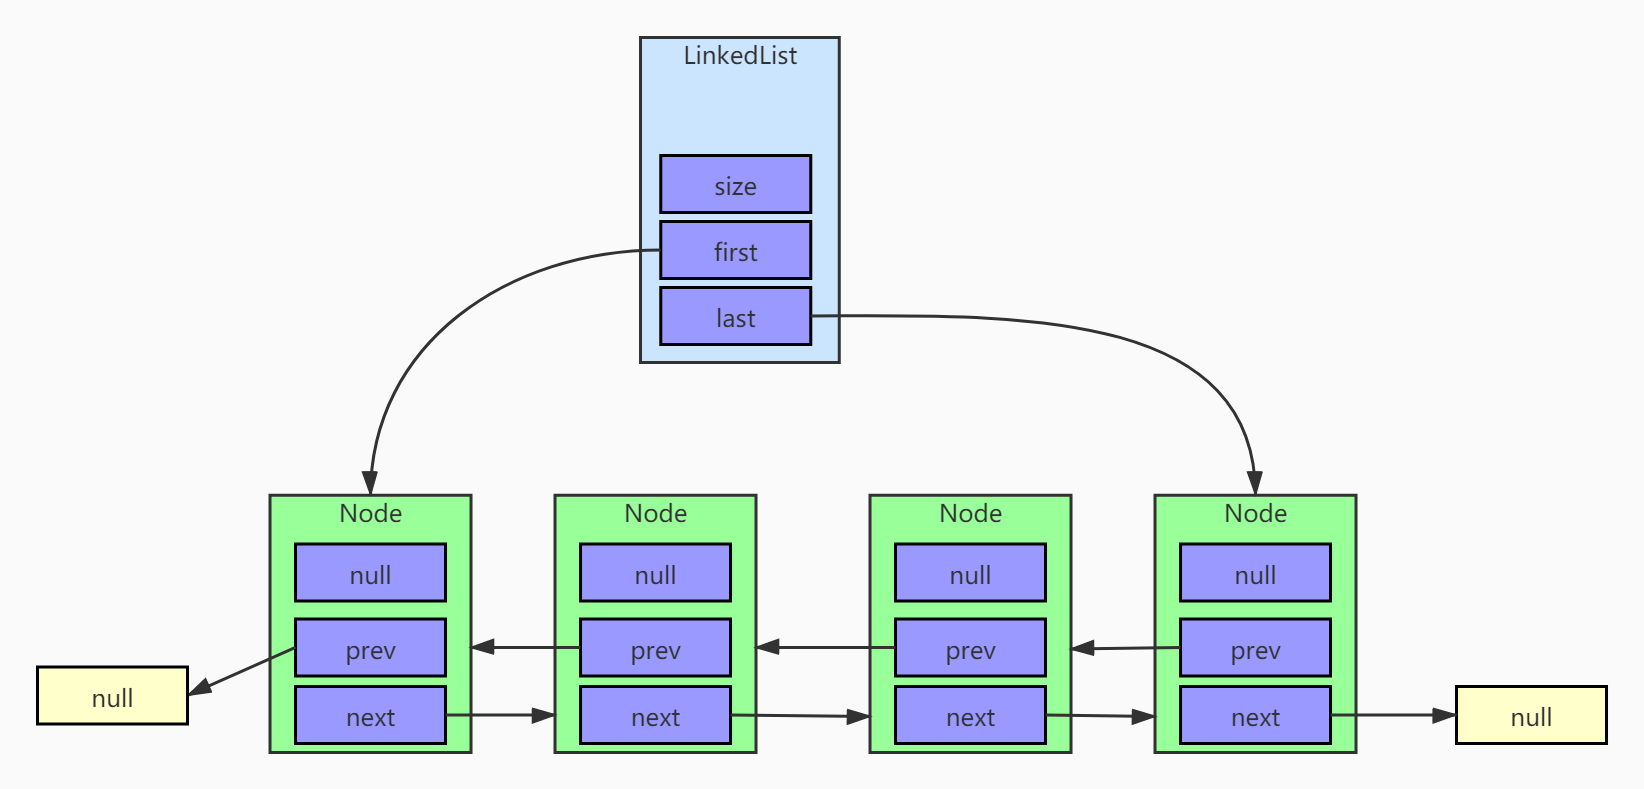 LinkedList
size
first
last
Node
Node
Node
Node
null
null
null
null
prev
prev
prev
prev
null
next
next
next
next
null